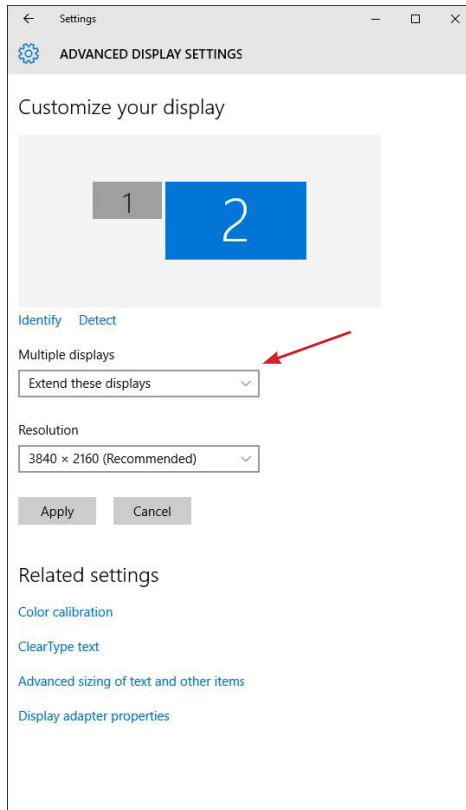 Settings
ADVANCED DISPLAY SETTINGS
Customize your display
1
2
Identify Detect
Multiple displays
Extend these displays
Resolution
3840 × 2160 (Recommended)
Apply Cancel
Related settings
Color calibration
ClearType text
Advanced sizing of text and other items
Display adapter properties